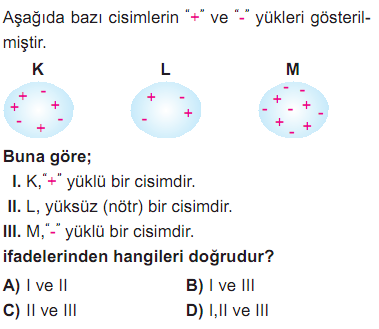 Aşağıda bazı cisimlerin “+” ve “-” yükleri gösteril-
miştir.
K L M
+ - + + - + -
+ - - +
- - +
+ - - + - +
- + - + -
Buna göre;
I. K,“+” yüklü bir cisimdir.
II. L, yüksüz (nötr) bir cisimdir.
III. M,“-” yüklü bir cisimdir.
ifadelerinden hangileri doğrudur?
A) I ve II B) I ve III
C) II ve III D) I,II ve III